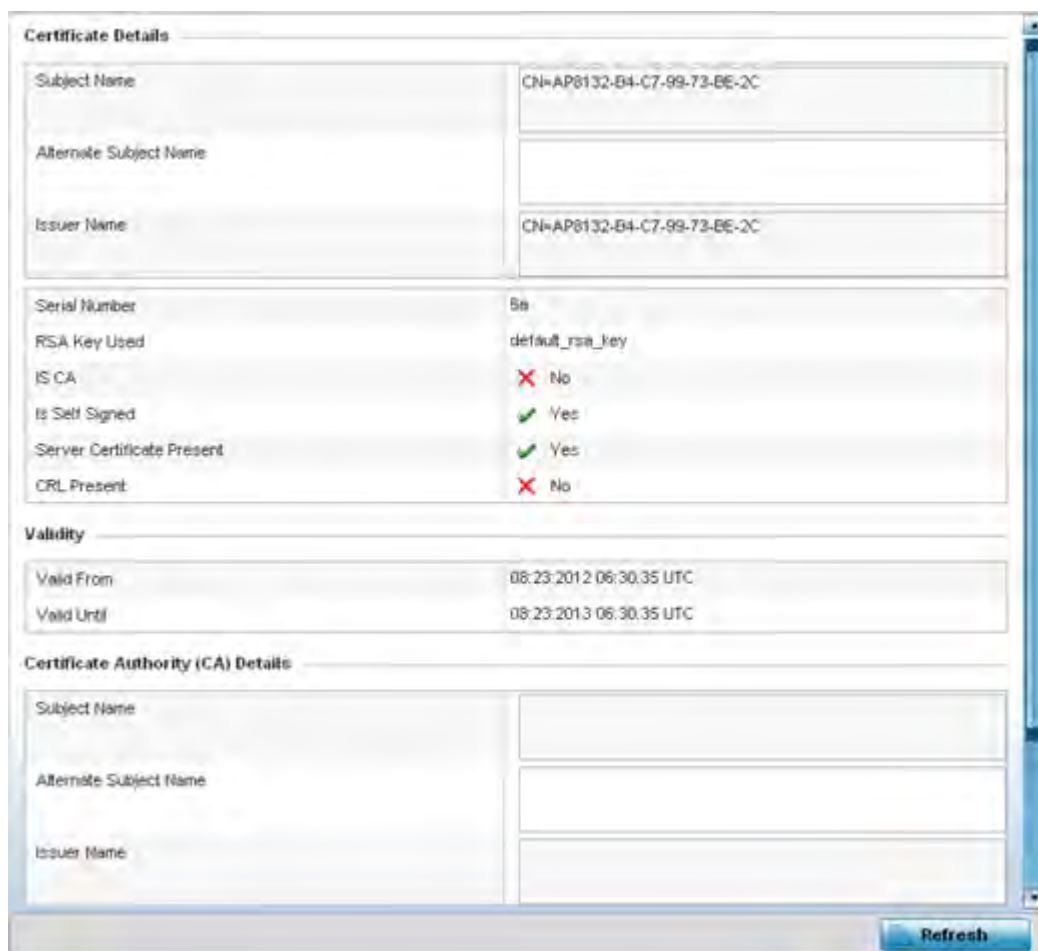 Certificate Details
Subject Name CN=AP8132-B4-C7-99-73-BE-2C
Alternate Subject Name
Issuer Name CN=AP8132-B4-C7-99-73-BE-2C
Serial Number
RSA Key Used default_rsa_key
IS CA No
Is Self Signed Yes
Server Certificate Present Yes
CRL Present No
Validity
Valid From 08:23:2012 06:30:35 UTC
Valid Until 08:23:2013 06:30:35 UTC
Certificate Authority (CA) Details
Subject Name
Alternate Subject Name
Issuer Name
Refresh